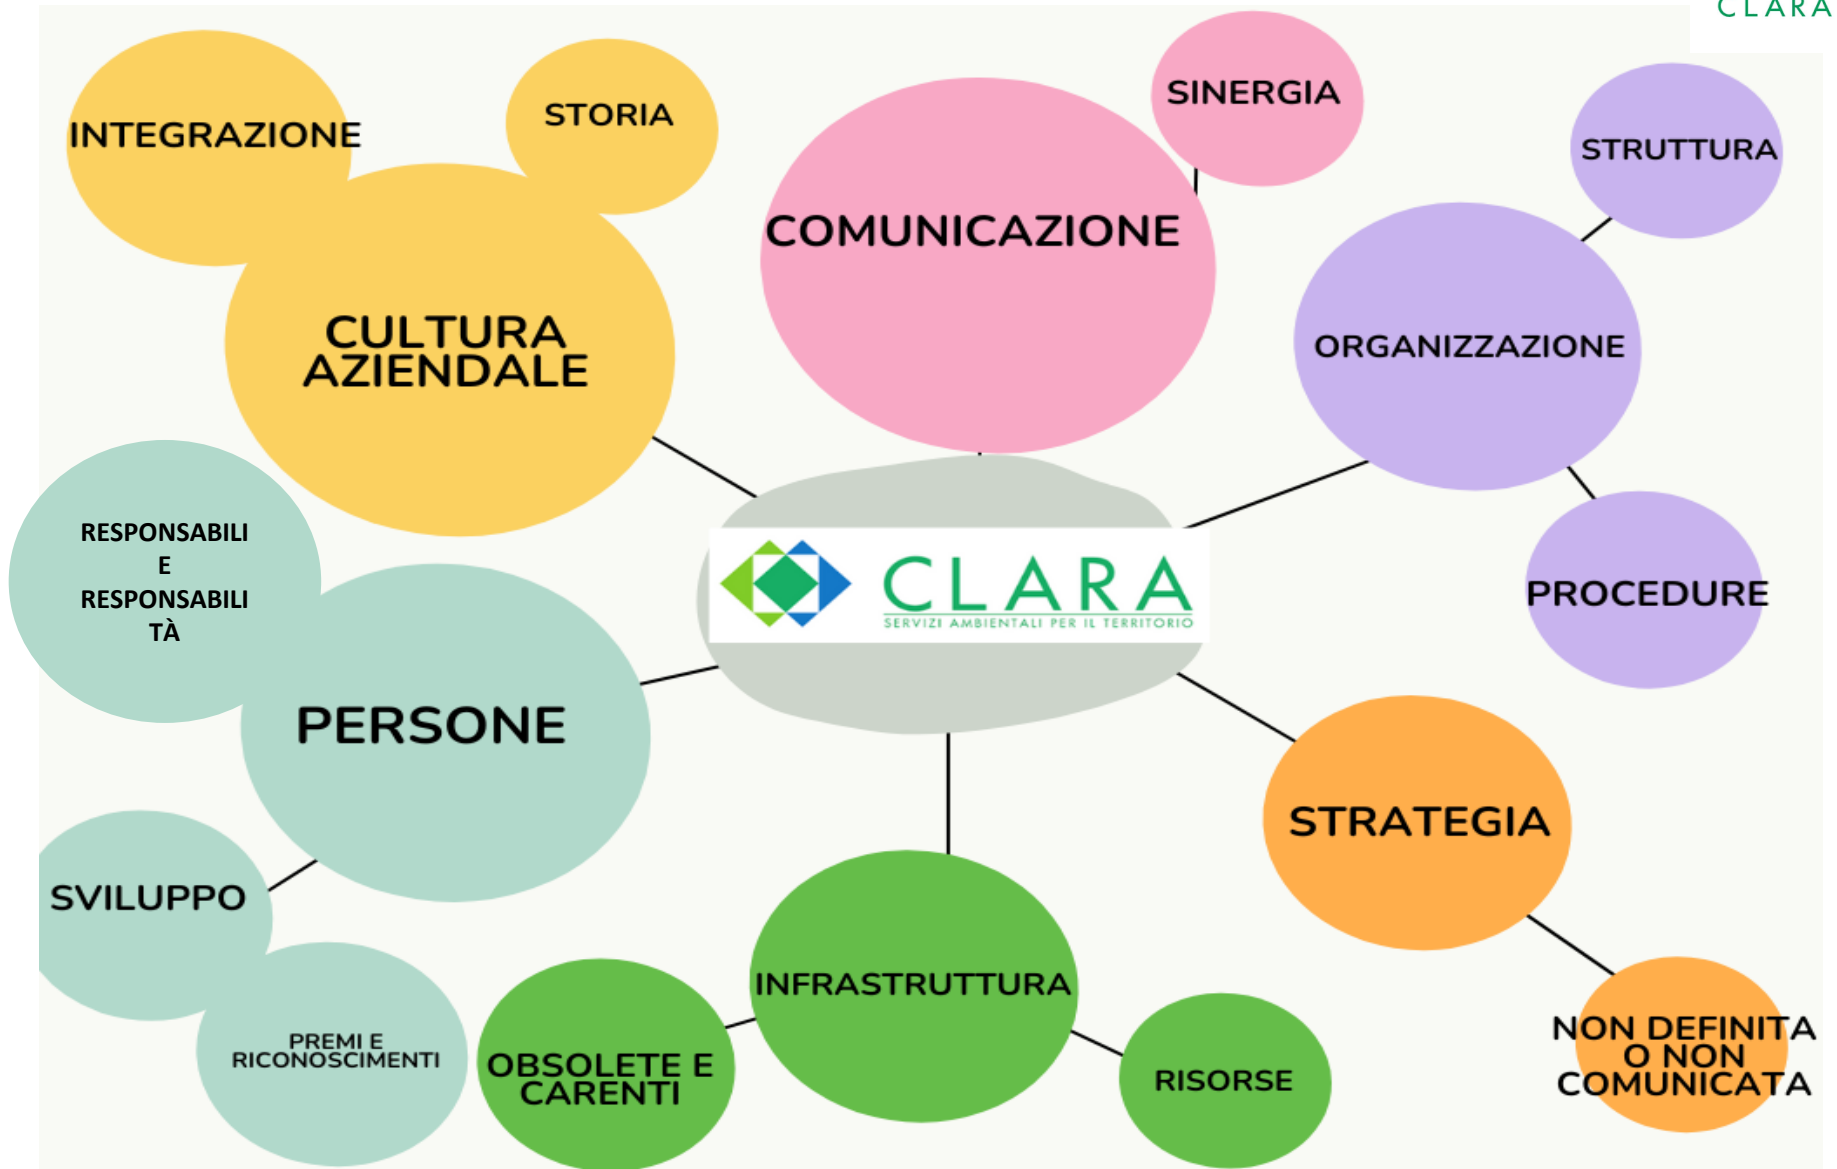 CLARA
INTEGRAZIONE
STORIA
CULTURA
AZIENDALE
COMUNICAZIONE
SINERGIA
STRUTTURA
ORGANIZZAZIONE
PROCEDURE
RESPONSABILI
E
RESPONSABILI
TÀ
PERSONE
SVILUPPO
PREMI E
RICONOSCIMENTI
CLARA
SERVIZI AMBIENTALI PER IL TERRITORIO
STRATEGIA
NON DEFINITA
O NON
COMUNICATA
INFRASTRUTTURA
OBSOLETE E
CARENTI
RISORSE